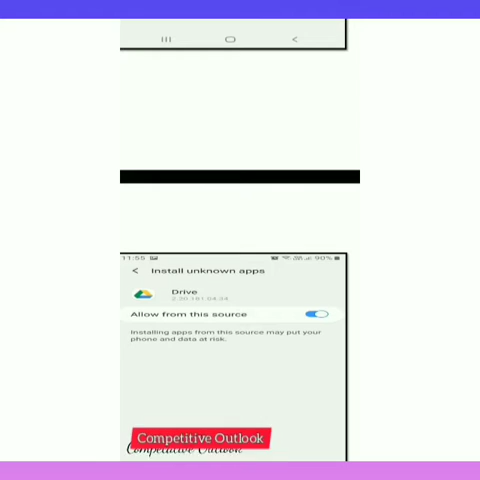 11:55 90%
Install unknown apps
Drive
Allow from this source
Installing apps from this source may put your
phone and data at risk.
Competitive Outlook
Competitive Outlook